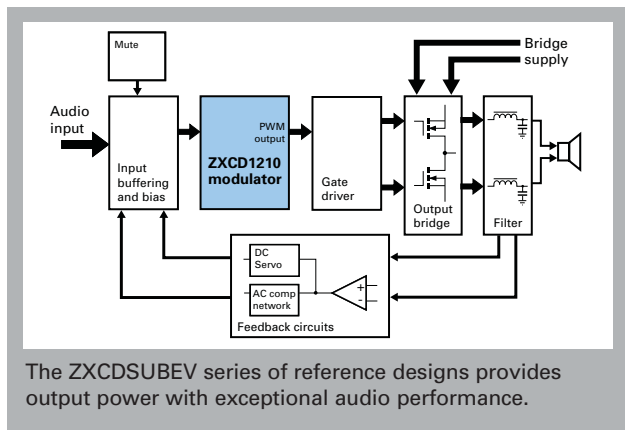 Mute
Bridge
supply
Audio
input
PWM
output
ZXCD1210
modulator
Input
buffering
and bias
Gate
driver
Output
bridge
Filter
DC
Servo
AC comp
network
+
-
Feedback circuits
The ZXCDSUBEV series of reference designs provides
output power with exceptional audio performance.